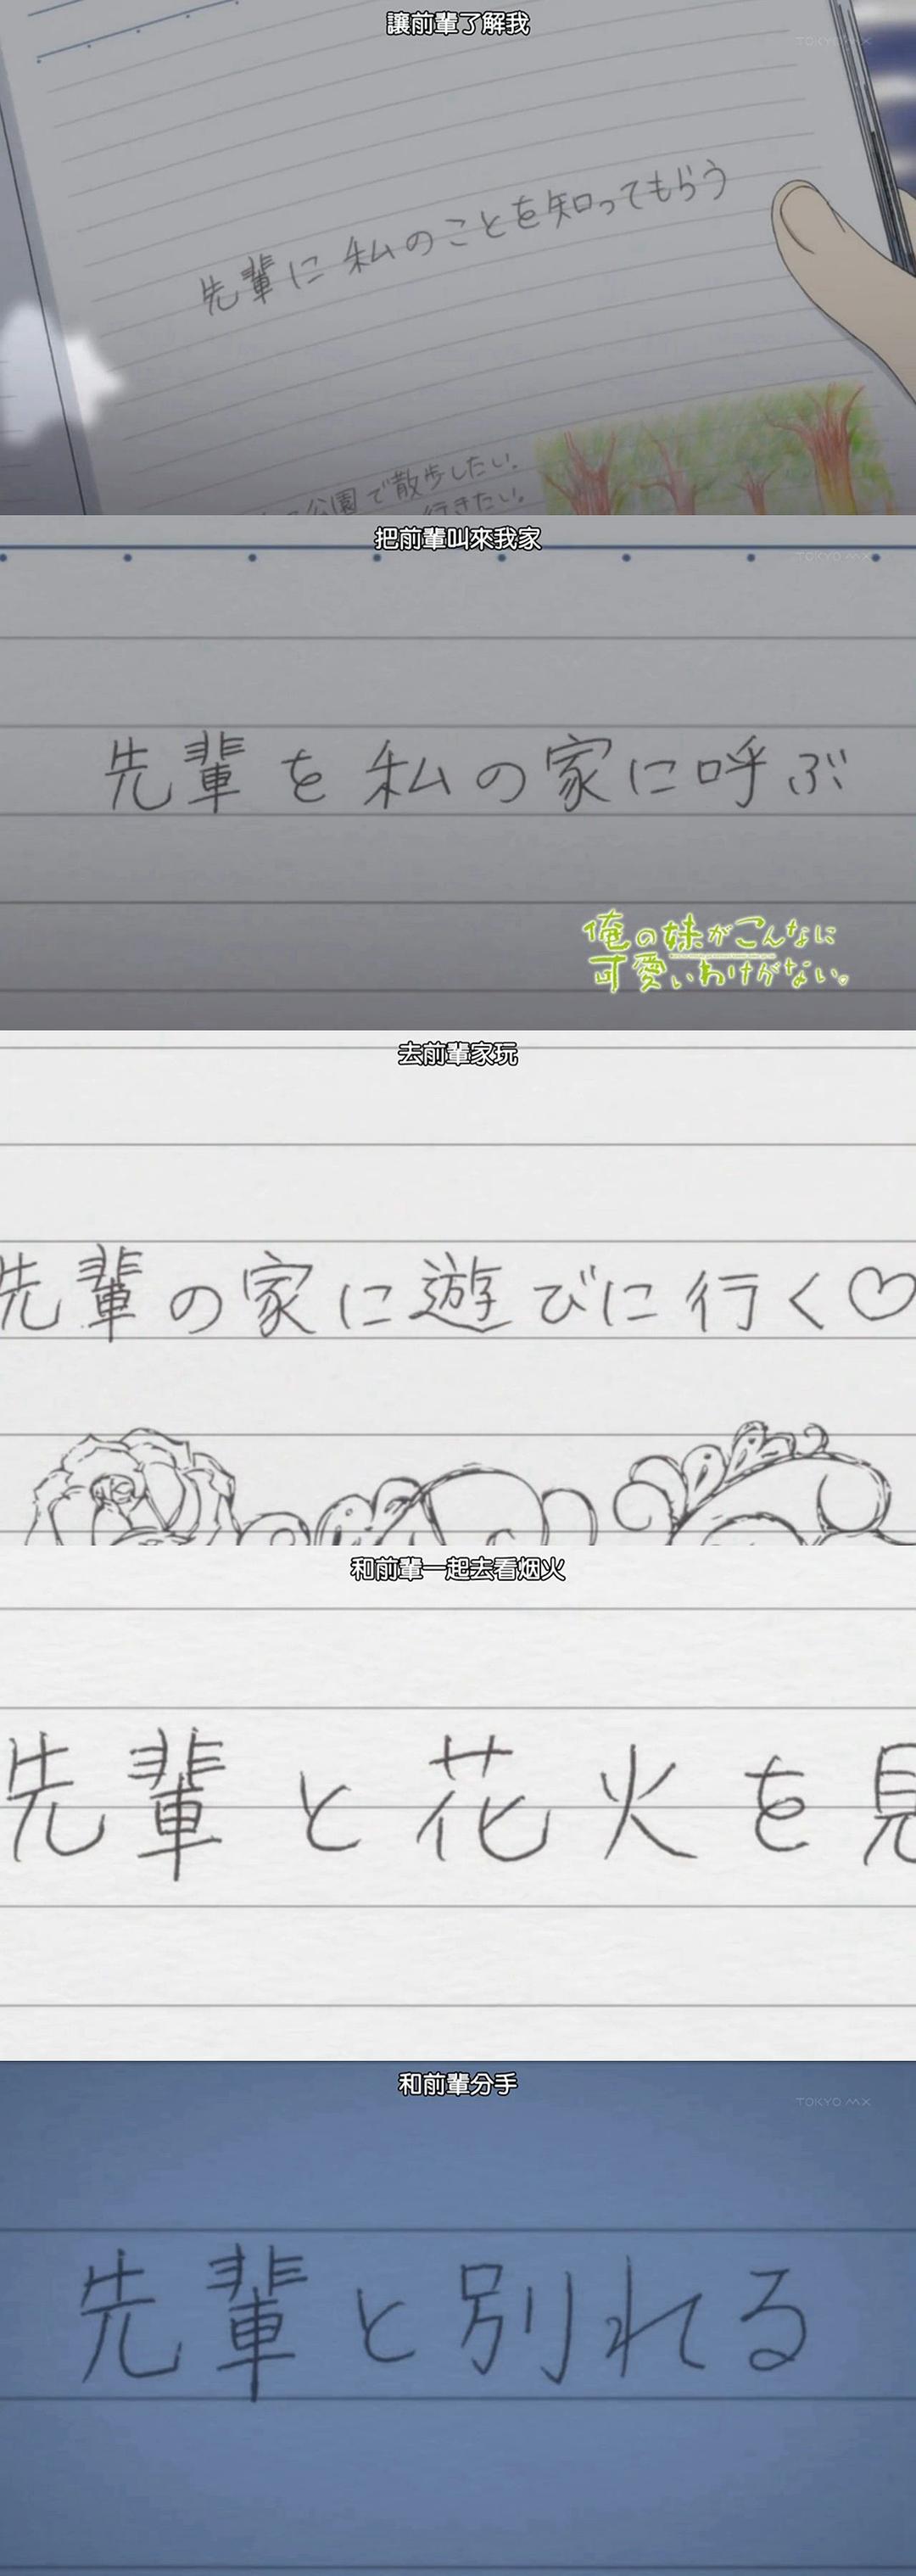 讓前輩了解我
TOKYO MX
先輩に私のことを知ってもらう
公園で散歩したい。
行きたい。
把前輩叫來我家
TOKYO MX
先輩を私の家に呼ぶ
俺の妹がこんなに
可愛いわけがない。
去前輩家玩
先輩の家に遊びに行く♡
和前輩一起去看烟火
先輩と花火を見
和前輩分手
TOKYO MX
先輩と別れる